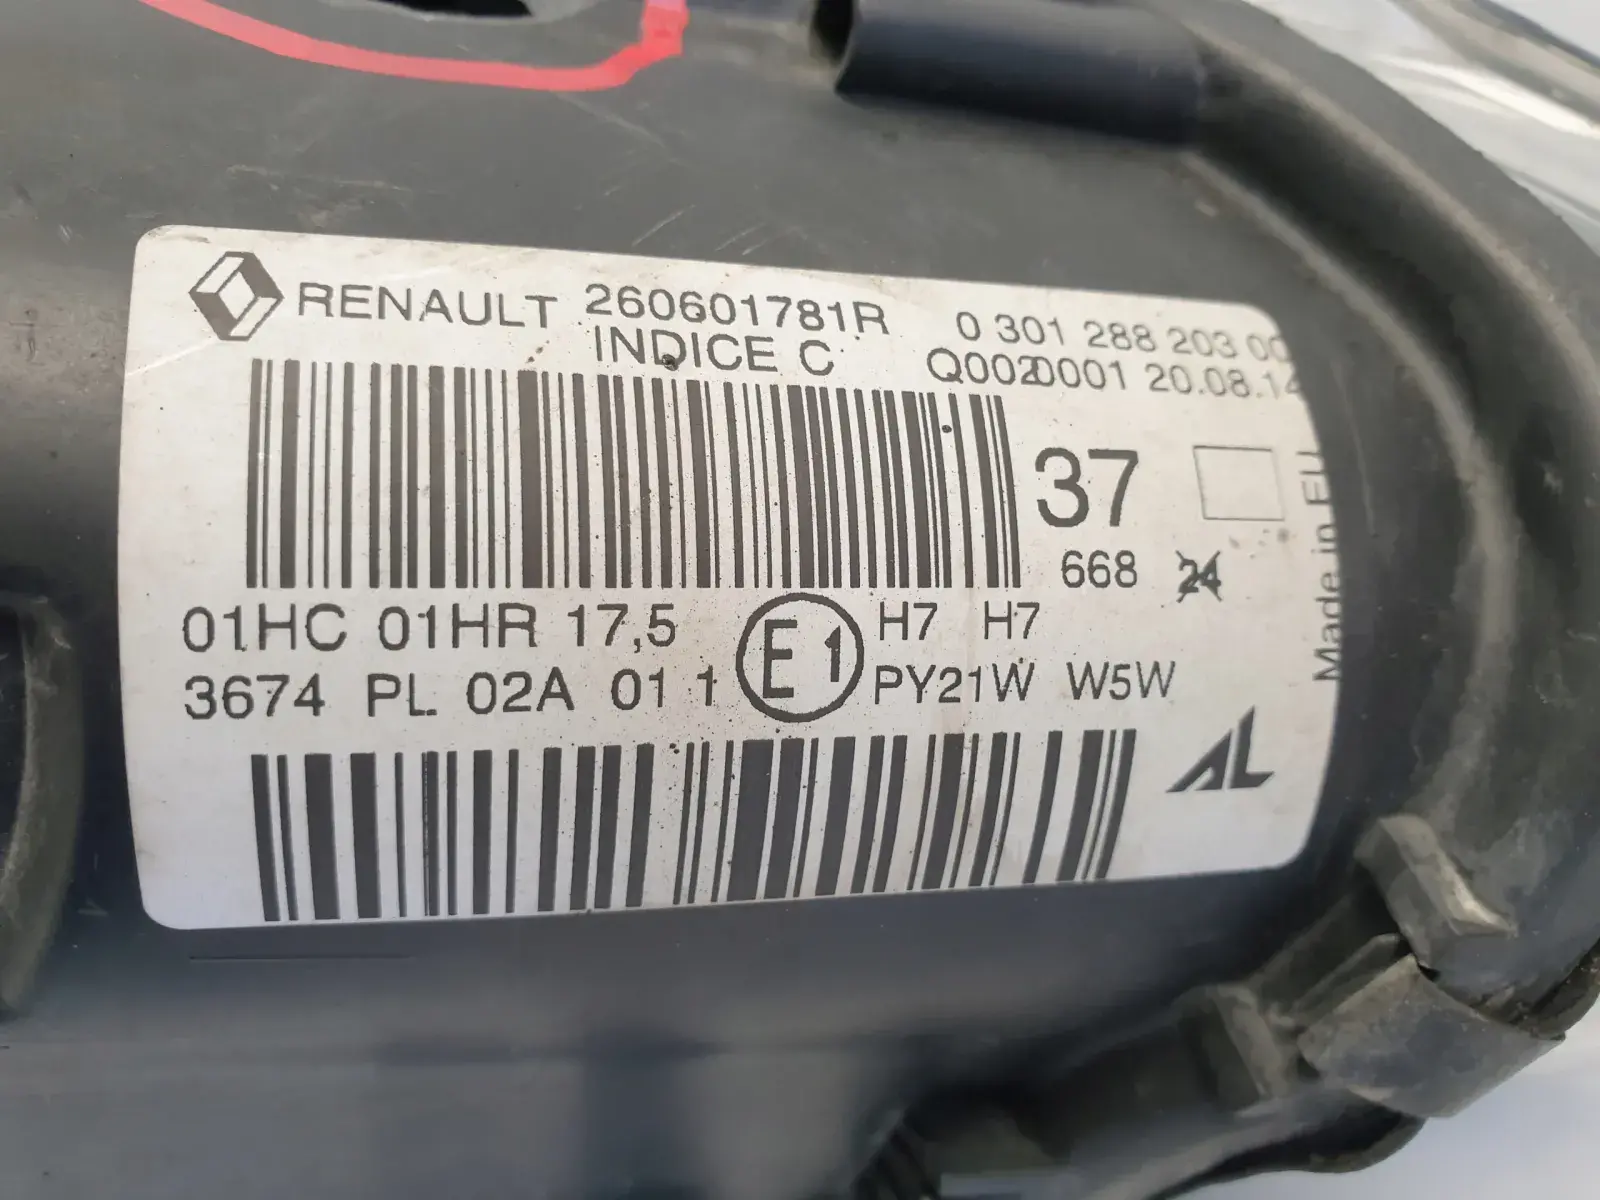 RENAULT 260601781R 0 301 288 203 00
INDICE C Q0020001 20.08.14
37
668 24
Made in EU
01HC 01HR 17,5 E1 H7 H7
3674 PL 02A 01 1 PY21W W5W
AL